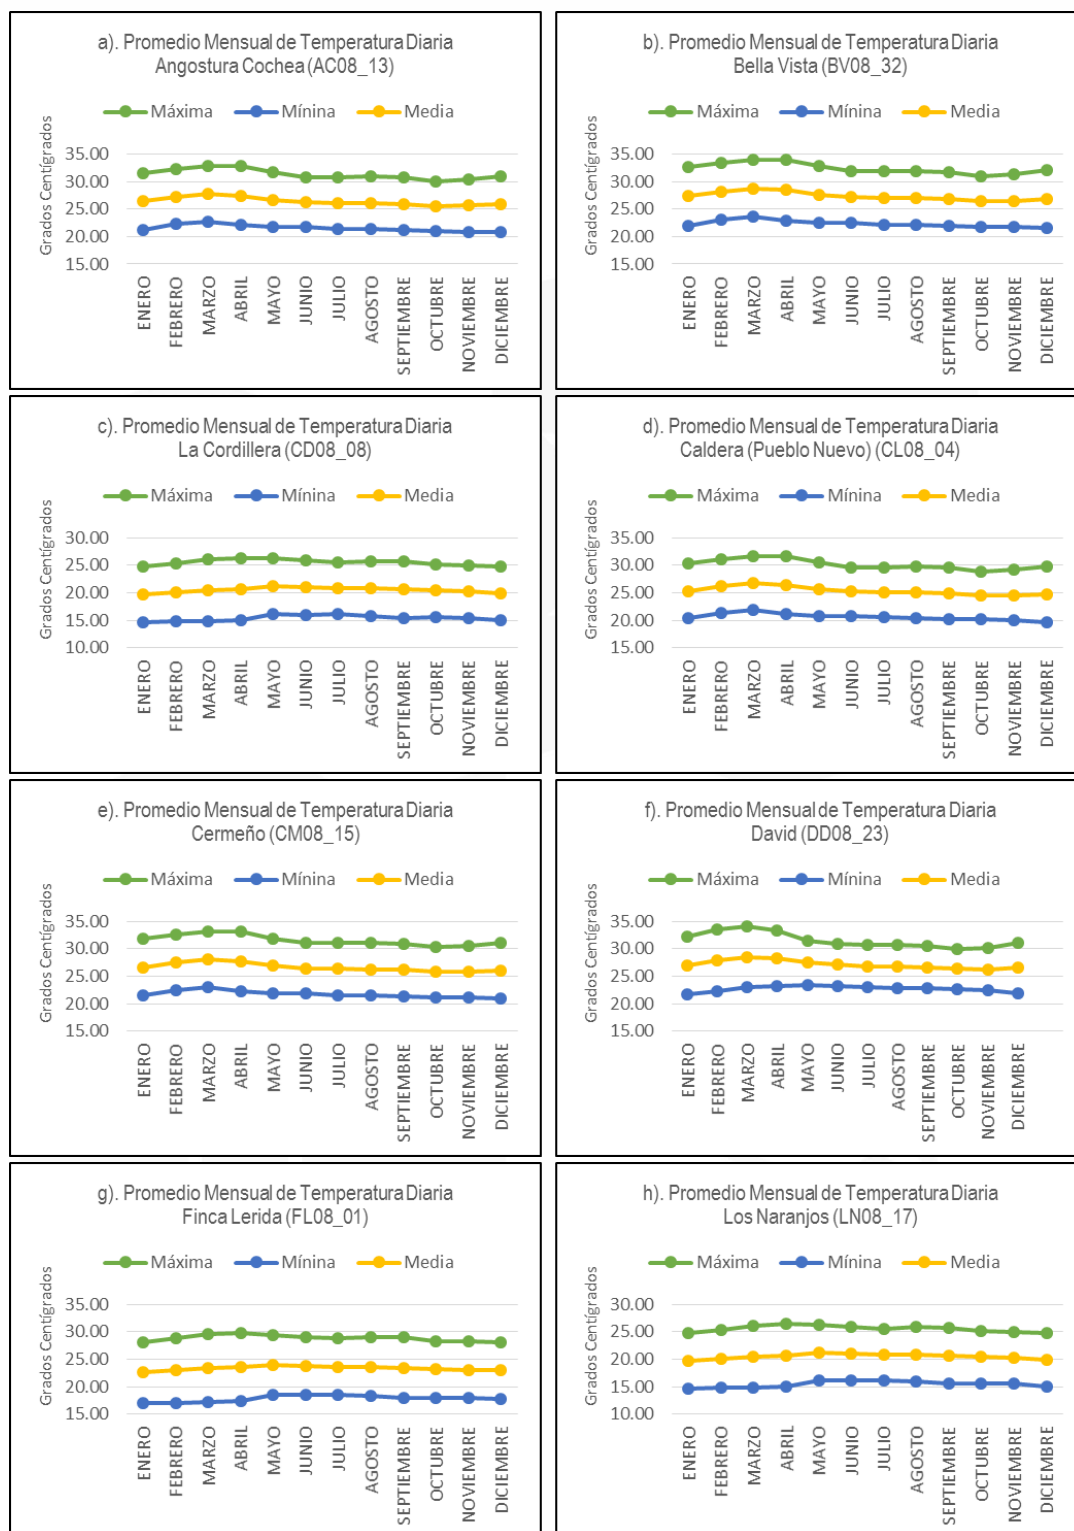 a). Promedio Mensual de Temperatura Diaria
Angostura Cochea (AC08_13)
Máxima Mínina Media
Grados Centígrados
35.00
30.00
25.00
20.00
15.00
ENERO
FEBRERO
MARZO
ABRIL
MAYO
JUNIO
JULIO
AGOSTO
SEPTIEMBRE
OCTUBRE
NOVIEMBRE
DICIEMBRE
b). Promedio Mensual de Temperatura Diaria
Bella Vista (BV08_32)
Máxima Mínina Media
Grados Centígrados
35.00
30.00
25.00
20.00
15.00
ENERO
FEBRERO
MARZO
ABRIL
MAYO
JUNIO
JULIO
AGOSTO
SEPTIEMBRE
OCTUBRE
NOVIEMBRE
DICIEMBRE
c). Promedio Mensual de Temperatura Diaria
La Cordillera (CD08_08)
Máxima Mínina Media
Grados Centígrados
30.00
25.00
20.00
15.00
10.00
ENERO
FEBRERO
MARZO
ABRIL
MAYO
JUNIO
JULIO
AGOSTO
SEPTIEMBRE
OCTUBRE
NOVIEMBRE
DICIEMBRE
d). Promedio Mensual de Temperatura Diaria
Caldera (Pueblo Nuevo) (CL08_04)
Máxima Mínina Media
Grados Centígrados
35.00
30.00
25.00
20.00
15.00
ENERO
FEBRERO
MARZO
ABRIL
MAYO
JUNIO
JULIO
AGOSTO
SEPTIEMBRE
OCTUBRE
NOVIEMBRE
DICIEMBRE
e). Promedio Mensual de Temperatura Diaria
Cermeño (CM08_15)
Máxima Mínina Media
Grados Centígrados
35.00
30.00
25.00
20.00
15.00
ENERO
FEBRERO
MARZO
ABRIL
MAYO
JUNIO
JULIO
AGOSTO
SEPTIEMBRE
OCTUBRE
NOVIEMBRE
DICIEMBRE
f). Promedio Mensual de Temperatura Diaria
David (DD08_23)
Máxima Mínina Media
Grados Centígrados
35.00
30.00
25.00
20.00
15.00
ENERO
FEBRERO
MARZO
ABRIL
MAYO
JUNIO
JULIO
AGOSTO
SEPTIEMBRE
OCTUBRE
NOVIEMBRE
DICIEMBRE
g). Promedio Mensual de Temperatura Diaria
Finca Lerida (FL08_01)
Máxima Mínina Media
Grados Centígrados
35.00
30.00
25.00
20.00
15.00
ENERO
FEBRERO
MARZO
ABRIL
MAYO
JUNIO
JULIO
AGOSTO
SEPTIEMBRE
OCTUBRE
NOVIEMBRE
DICIEMBRE
h). Promedio Mensual de Temperatura Diaria
Los Naranjos (LN08_17)
Máxima Mínina Media
Grados Centígrados
30.00
25.00
20.00
15.00
10.00
ENERO
FEBRERO
MARZO
ABRIL
MAYO
JUNIO
JULIO
AGOSTO
SEPTIEMBRE
OCTUBRE
NOVIEMBRE
DICIEMBRE